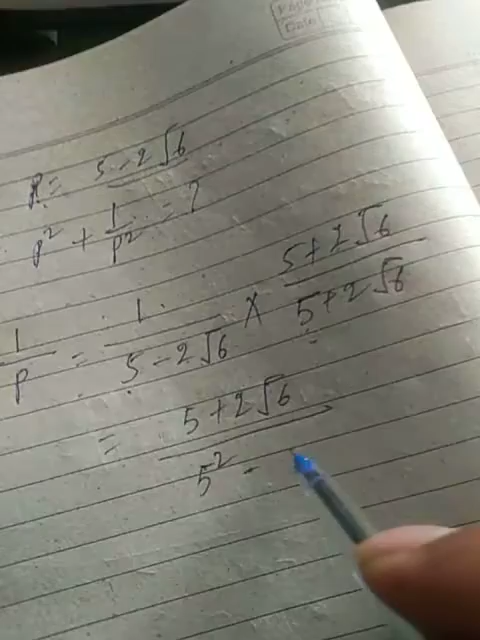 Page
Date
P = 5 - 2√6
P² + 1/P² = ?
1/P = 1/(5 - 2√6) × (5 + 2√6)/(5 + 2√6)
= (5 + 2√6)/(5² -